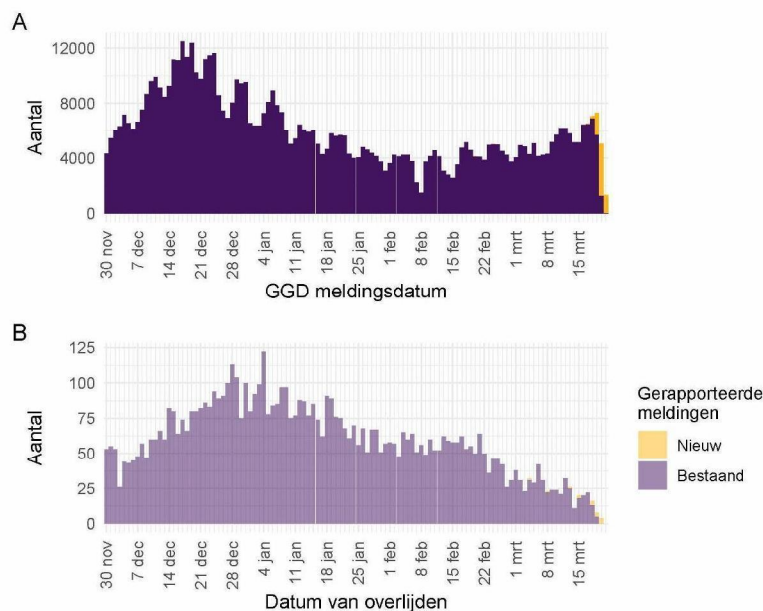 A
12000
8000
4000
0
Aantal
30 nov
7 dec
14 dec
21 dec
28 dec
4 jan
11 jan
18 jan
25 jan
1 feb
8 feb
15 feb
22 feb
1 mrt
8 mrt
15 mrt
GGD meldingsdatum
B
125
100
75
50
25
0
Aantal
30 nov
7 dec
14 dec
21 dec
28 dec
4 jan
11 jan
18 jan
25 jan
1 feb
8 feb
15 feb
22 feb
1 mrt
8 mrt
15 mrt
Datum van overlijden
Gerapporteerde
meldingen
Nieuw
Bestaand